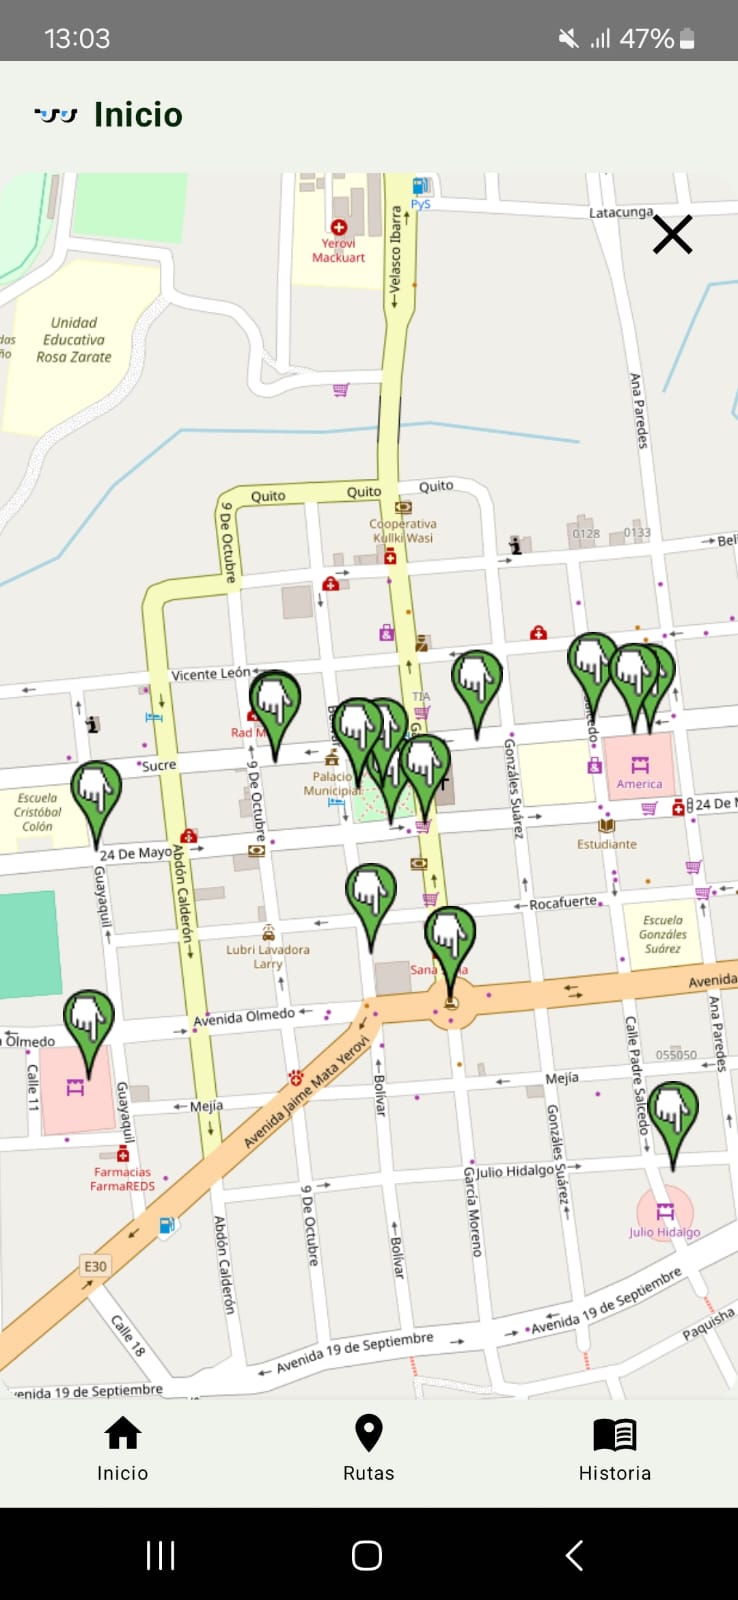 13:03
47%
Inicio
PyS
Latacunga
Velasco Ibarra
Yerovi
Mackuart
Unidad
Educativa
Rosa Zarate
Ana Paredes
Quito
Quito
Quito
9 De Octubre
Cooperativa
Kullki Wasi
0128
0133
Vicente León
TIA
Rad M
Palacio
Municipal
Sucre
9 De Octubre
Gonzáles Suárez
America
Escuela
Cristóbal
Colón
24 De Mayo
24 De M
Estudiante
Abdón Calderón
Guayaquil
Rocafuerte
Escuela
Gonzáles
Suárez
Lubri Lavadora
Larry
Avenida
Avenida Olmedo
Olmedo
Calle 11
Guayaquil
Avenida Jaime Mata Yerovi
Bolívar
Calle Padre Salcedo
Ana Paredes
055050
Mejía
Mejía
Gonzáles Suárez
Farmacias
FarmaREDS
Julio Hidalgo
García Moreno
9 De Octubre
Abdón Calderón
Bolívar
Julio Hidalgo
E30
Calle 18
Avenida 19 de Septiembre
Avenida 19 de Septiembre
Paquisha
venida 19 de Septiembre
Inicio
Rutas
Historia